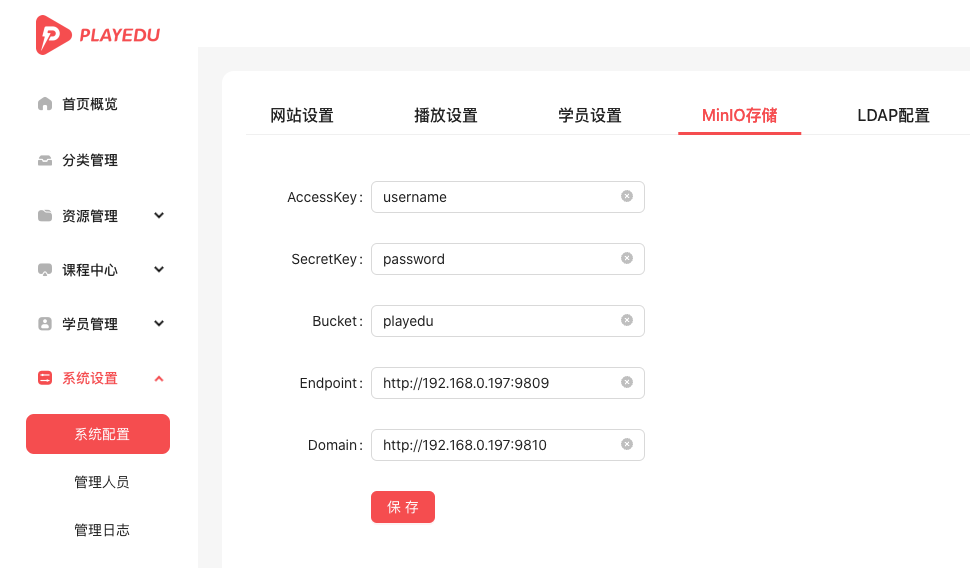 PLAYEDU
首页概览
分类管理
资源管理
课程中心
学员管理
系统设置
系统配置
管理人员
管理日志
网站设置 播放设置 学员设置 MinIO存储 LDAP配置
AccessKey: username
SecretKey: password
Bucket: playedu
Endpoint: http://192.168.0.197:9809
Domain: http://192.168.0.197:9810
保 存